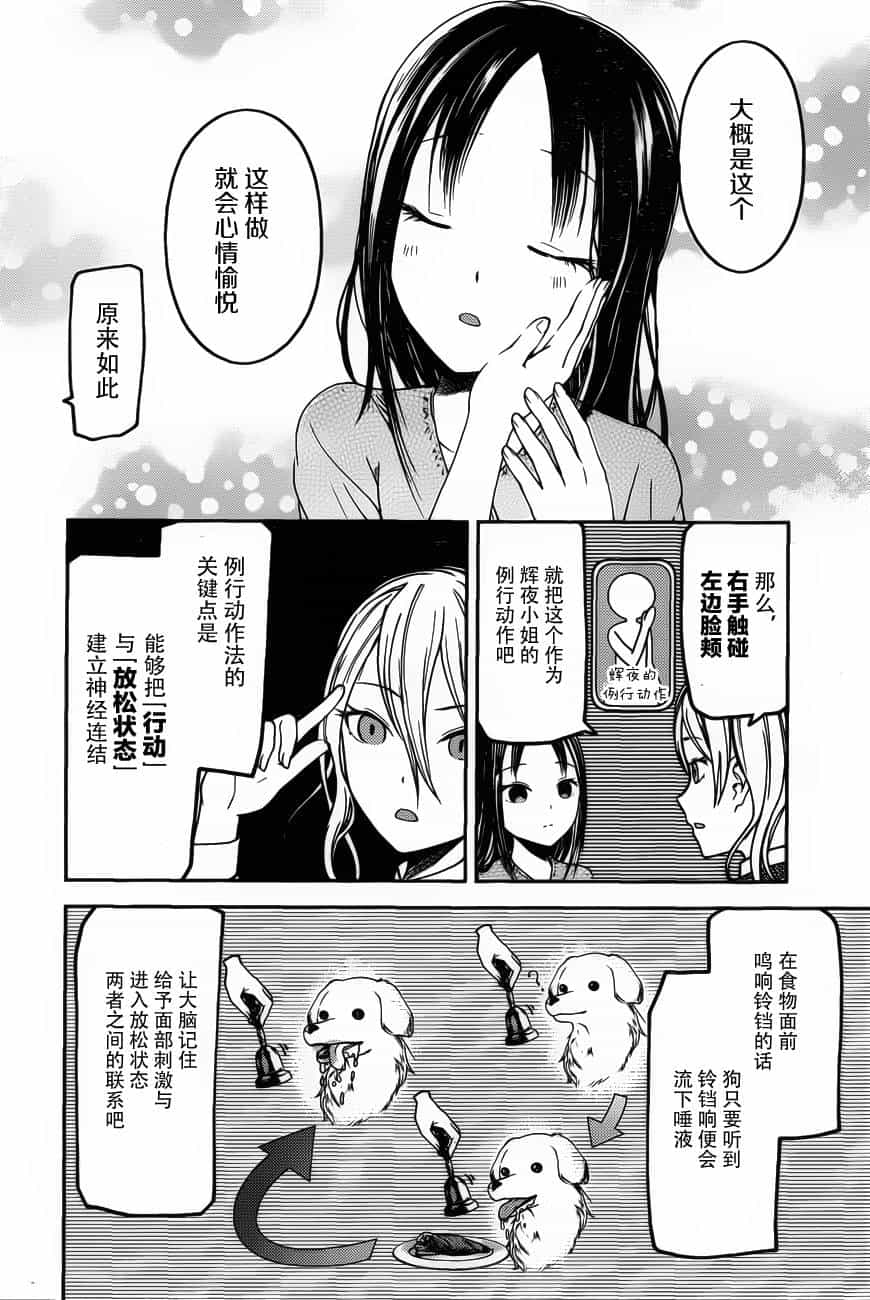 大概是这个
这样做
就会心情愉悦
原来如此
那么,
右手触碰
左边脸颊
辉夜的
例行动作
就把这个作为
辉夜小姐的
例行动作吧
例行动作法的
关键点是
能够把[行动]
与[放松状态]
建立神经连结
在食物面前
鸣响铃铛的话
狗只要听到
铃铛响便会
流下唾液
?
让大脑记住
给予面部刺激与
进入放松状态
两者之间的联系吧